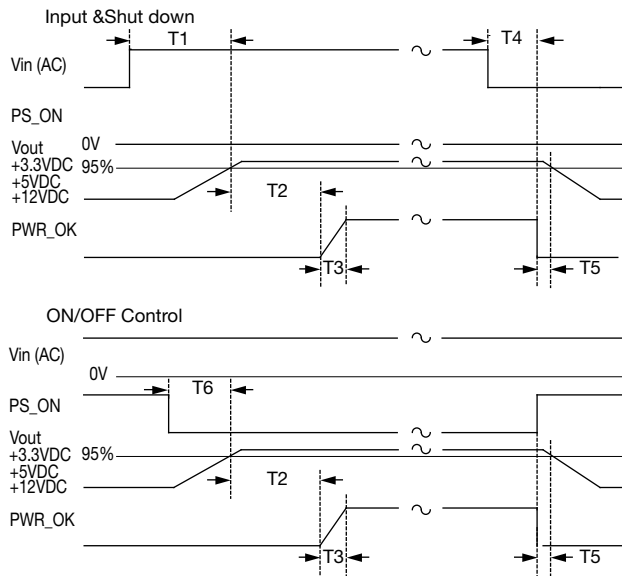 Input &Shut down
T1
T4
Vin (AC)
PS_ON
Vout
0V
+3.3VDC
95%
+5VDC
+12VDC
T2
PWR_OK
T3
T5
ON/OFF Control
Vin (AC)
0V
T6
PS_ON
Vout
+3.3VDC
95%
+5VDC
+12VDC
T2
PWR_OK
T3
T5